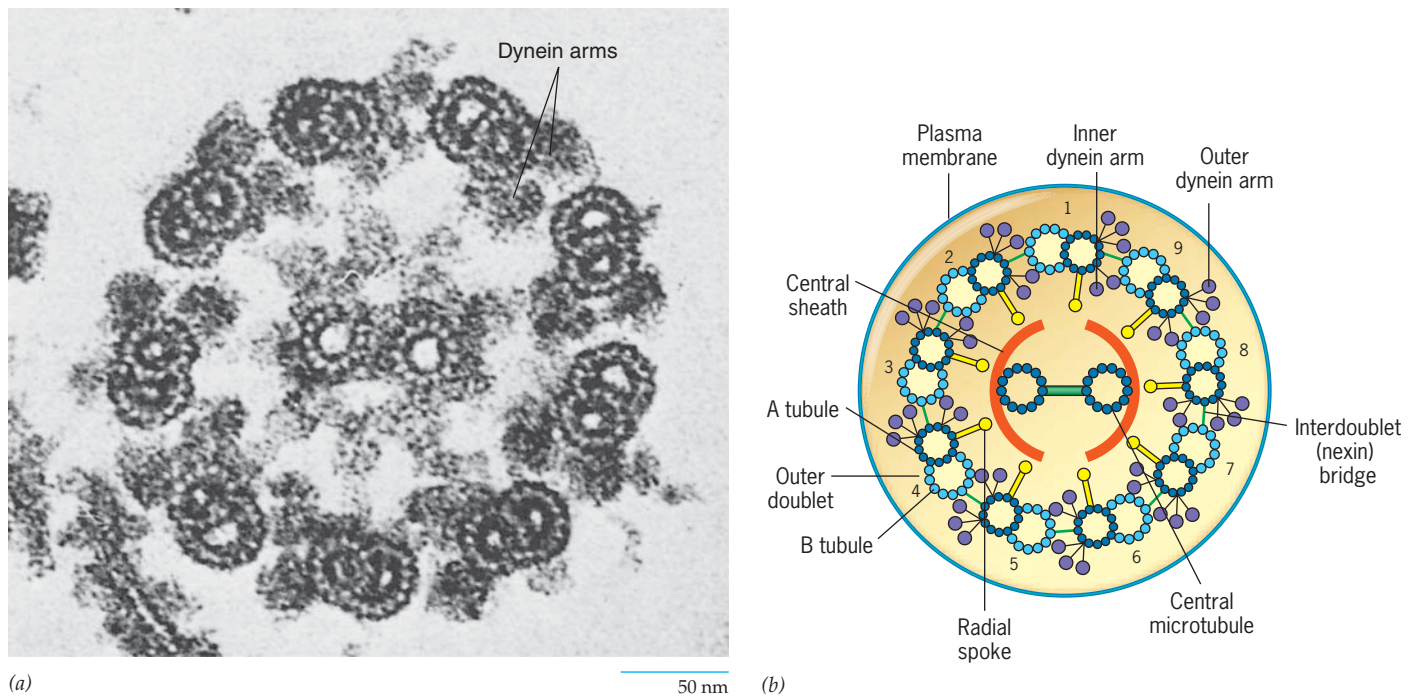 Dynein arms
(a)
50 nm
Plasma
membrane
Inner
dynein arm
Outer
dynein arm
1
2
9
Central
sheath
3
8
A tubule
Interdoublet
(nexin)
bridge
7
Outer
doublet
4
B tubule
5
6
Central
microtubule
Radial
spoke
(b)